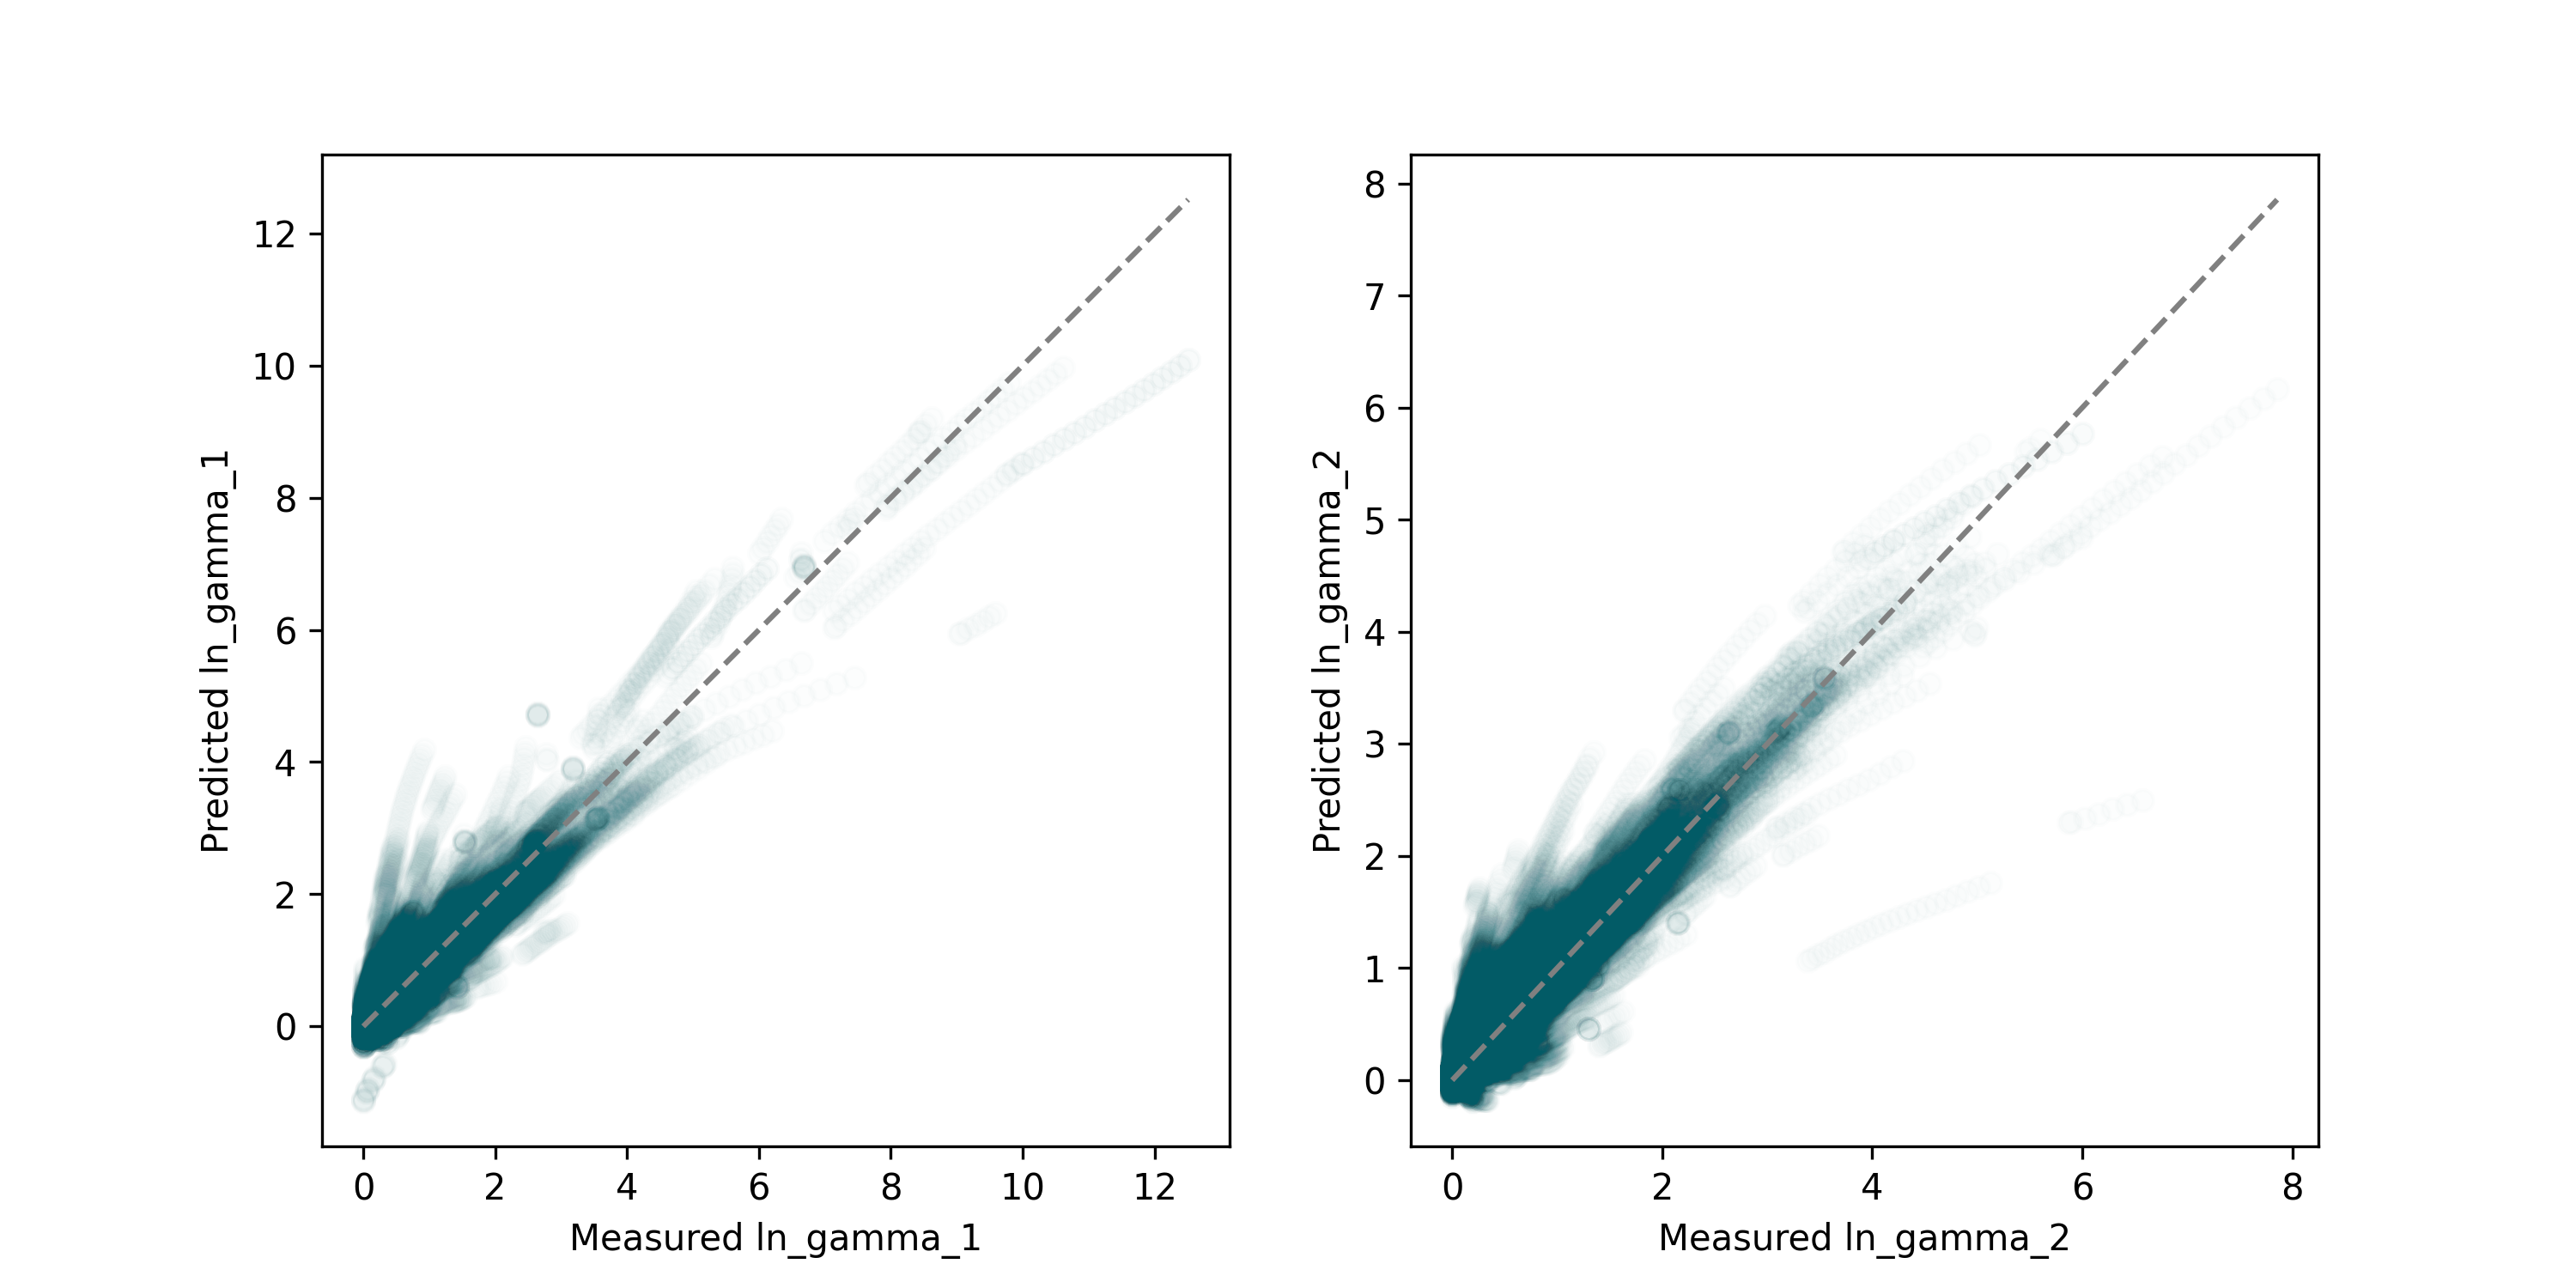 12
10
8
6
4
2
0
Predicted ln_gamma_1
0 2 4 6 8 10 12
Measured ln_gamma_1
8
7
6
5
4
3
2
1
0
Predicted ln_gamma_2
0 2 4 6 8
Measured ln_gamma_2